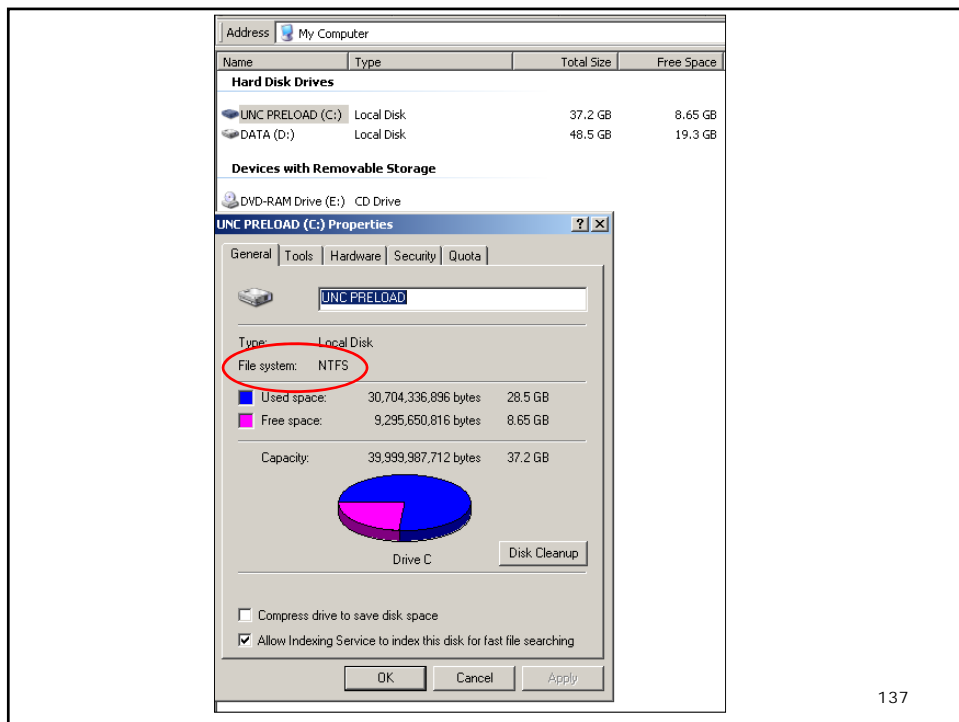 Address My Computer
Name Type Total Size Free Space
Hard Disk Drives
UNC PRELOAD (C:) Local Disk 37.2 GB 8.65 GB
DATA (D:) Local Disk 48.5 GB 19.3 GB
Devices with Removable Storage
DVD-RAM Drive (E:) CD Drive
UNC PRELOAD (C:) Properties ? X
General Tools Hardware Security Quota
UNC PRELOAD
Type: Local Disk
File system: NTFS
Used space: 30,704,336,896 bytes 28.5 GB
Free space: 9,295,650,816 bytes 8.65 GB
Capacity: 39,999,987,712 bytes 37.2 GB
Drive C
Disk Cleanup
Compress drive to save disk space
Allow Indexing Service to index this disk for fast file searching
OK Cancel Apply
137